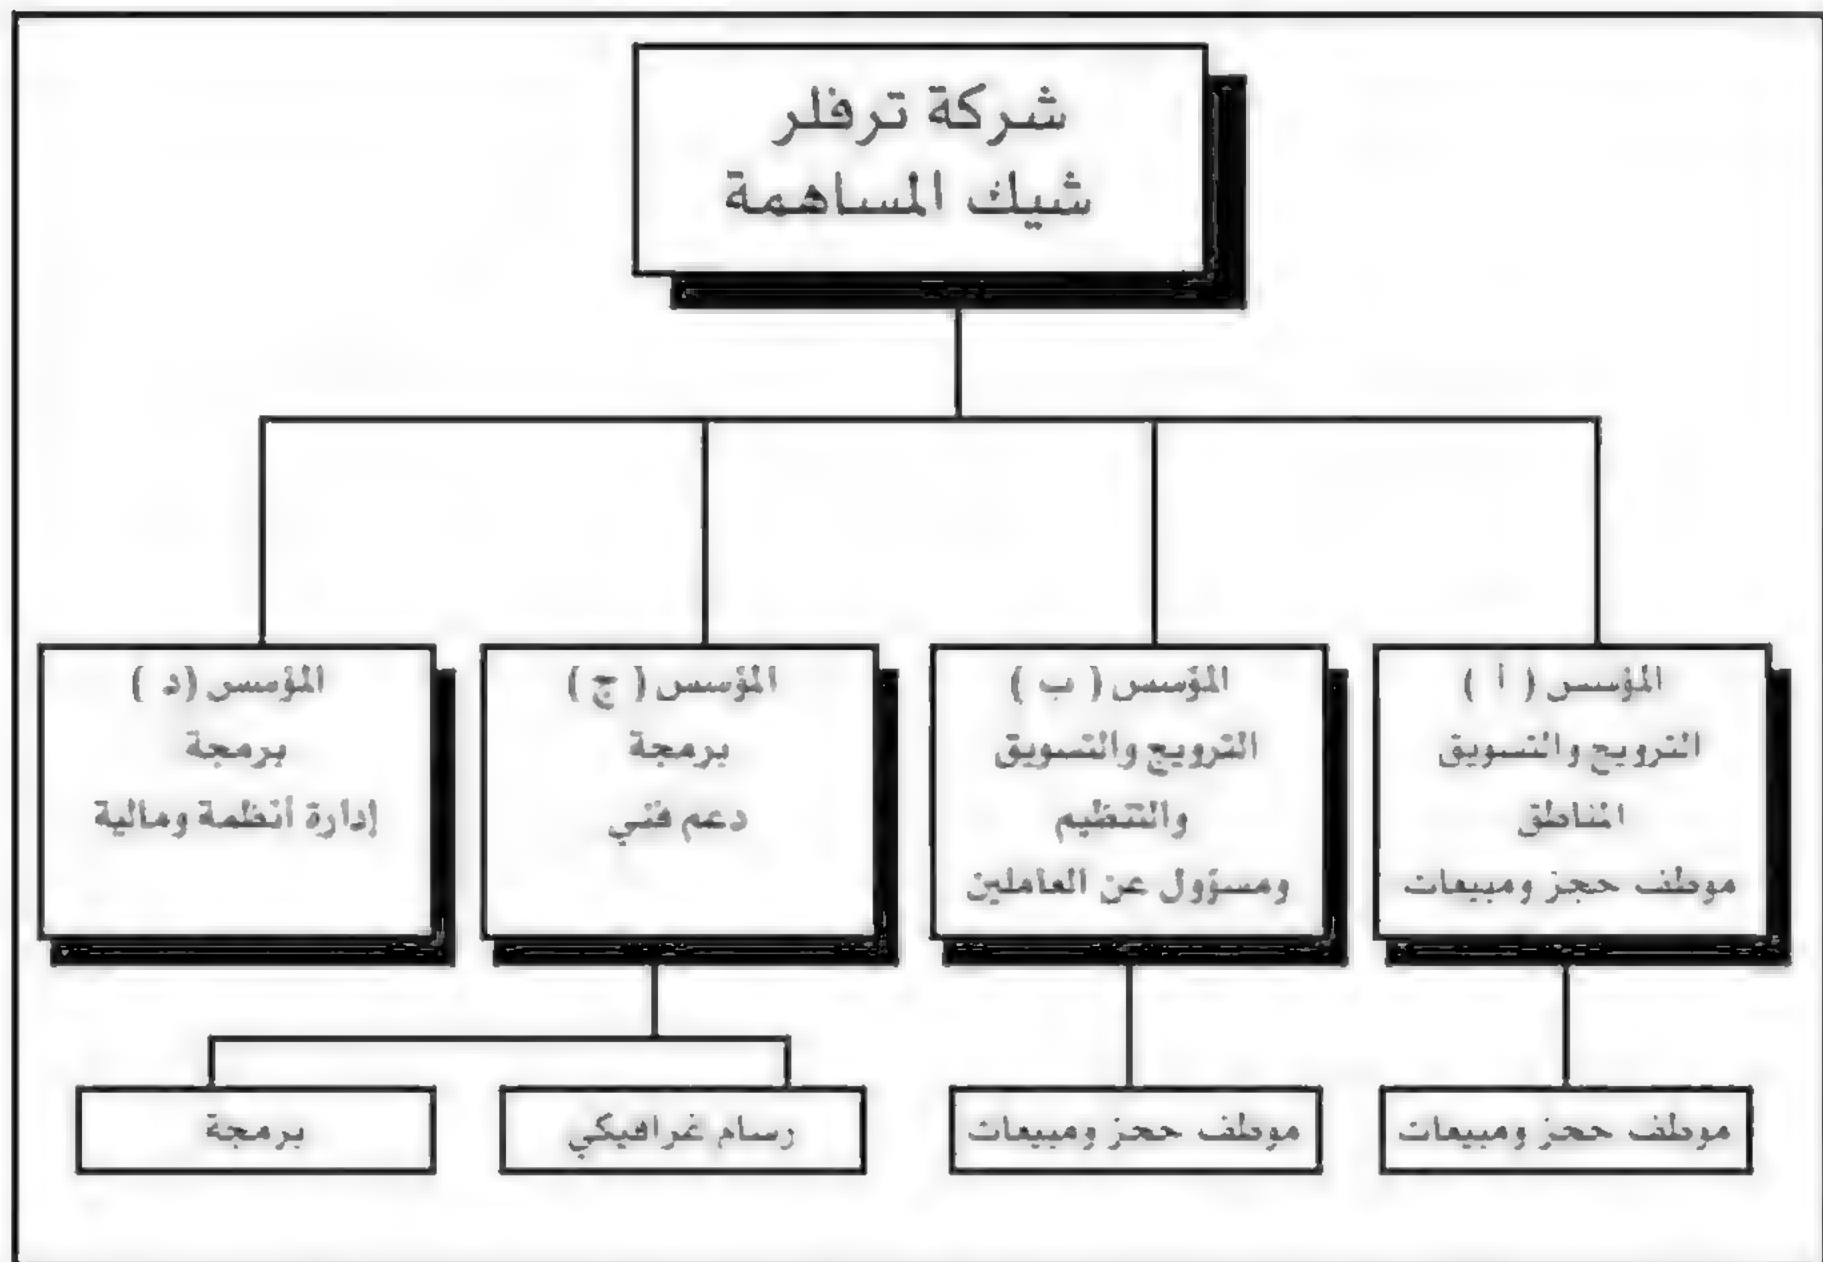 شركة ترفلر
شيك المساهمة
المؤسس ( أ )
الترويج والتسويق
المناطق
موظف حجز ومبيعات
المؤسس ( ب )
الترويج والتسويق
والتنظيم
ومسؤول عن العاملين
المؤسس ( ج )
برمجة
دعم فني
المؤسس (د )
برمجة
إدارة أنظمة ومالية
موظف حجز ومبيعات
موظف حجز ومبيعات
رسام غرافيكي
برمجة